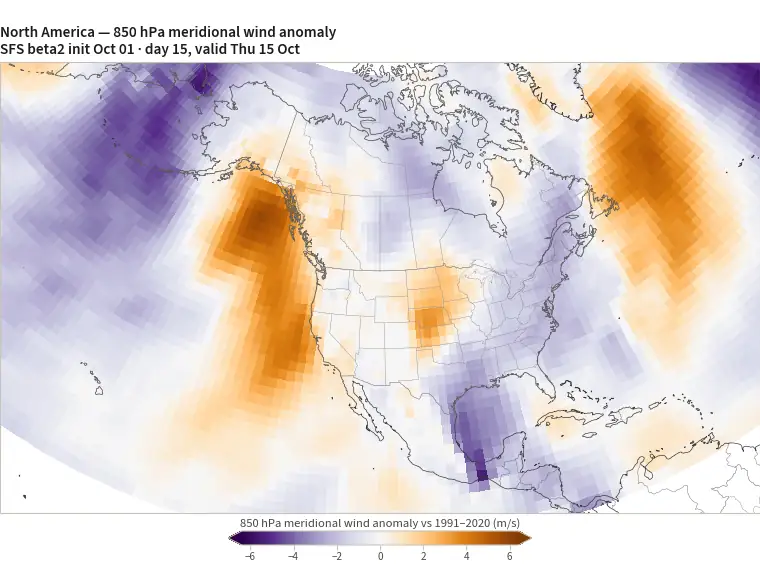 North America — 850 hPa meridional wind anomaly
SFS beta2 init Oct 01 · day 15, valid Thu 15 Oct
850 hPa meridional wind anomaly vs 1991–2020 (m/s)
−6 −4 −2 0 2 4 6